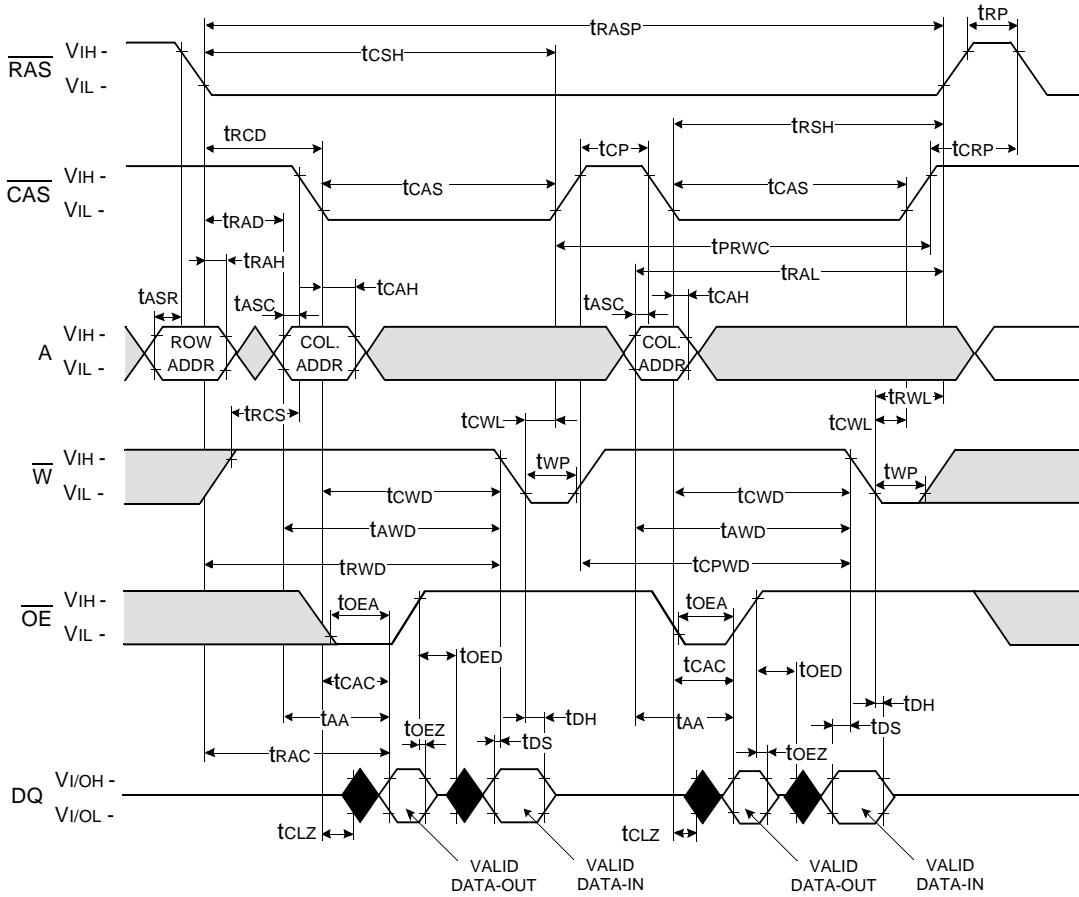 tRASP
tRP
tCSH
RAS
VIH -
VIL -
tRCD
tRSH
tCP
tCRP
CAS
VIH -
VIL -
tCAS
tCAS
tRAD
tPRWC
tRAH
tRAL
tASR
tASC
tCAH
tASC
tCAH
A
VIH -
VIL -
ROW
ADDR
COL.
ADDR
COL.
ADDR
tRCS
tCWL
tRWL
tCWL
W
VIH -
VIL -
tWP
tWP
tCWD
tCWD
tAWD
tAWD
tRWD
tCPWD
OE
VIH -
VIL -
tOEA
tOEA
tOED
tOED
tCAC
tCAC
tAA
tAA
tDH
tDH
tOEZ
tDS
tDS
tOEZ
tRAC
DQ
VI/OH -
VI/OL -
tCLZ
tCLZ
VALID
DATA-OUT
VALID
DATA-IN
VALID
DATA-OUT
VALID
DATA-IN